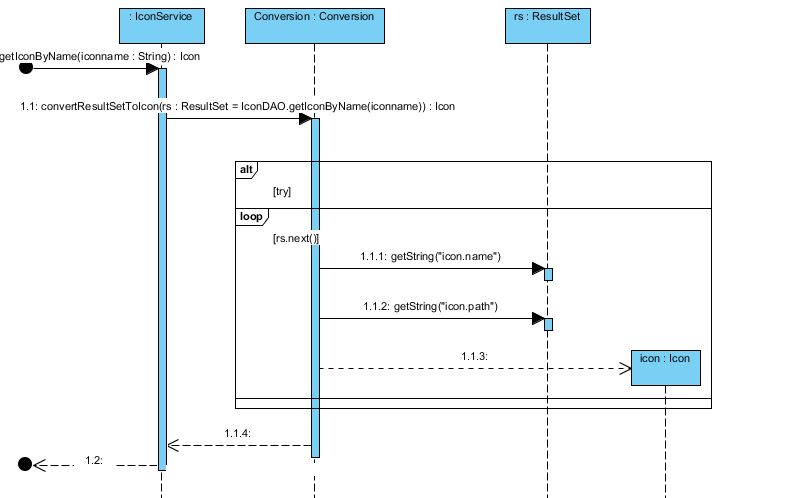 : IconService
Conversion : Conversion
rs : ResultSet
getIconByName(iconname : String) : Icon
1.1: convertResultSetToIcon(rs : ResultSet = IconDAO.getIconByName(iconname)) : Icon
alt
[try]
loop
[rs.next()]
1.1.1: getString("icon.name")
1.1.2: getString("icon.path")
1.1.3:
icon : Icon
1.1.4:
1.2: